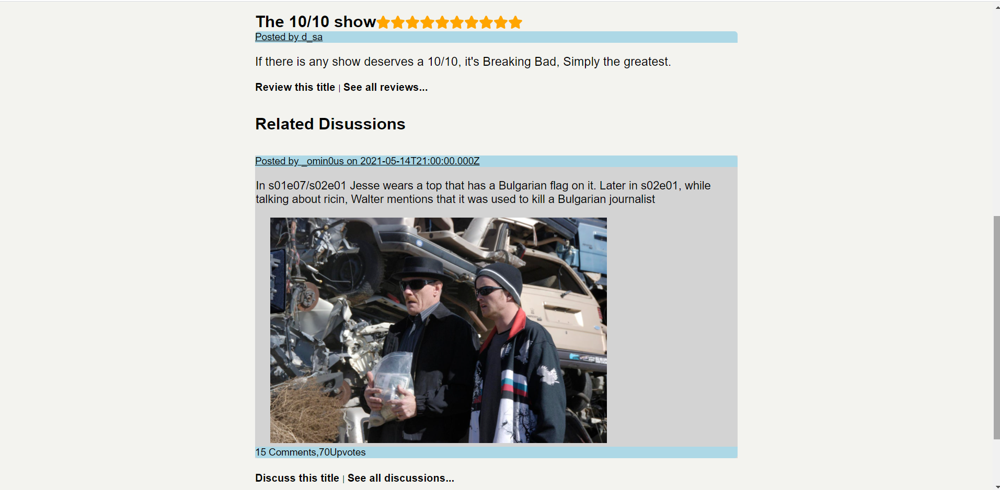 The 10/10 show
Posted by d_sa
If there is any show deserves a 10/10, it's Breaking Bad, Simply the greatest.
Review this title | See all reviews...
Related Disussions
Posted by _omin0us on 2021-05-14T21:00:00.000Z
In s01e07/s02e01 Jesse wears a top that has a Bulgarian flag on it. Later in s02e01, while
talking about ricin, Walter mentions that it was used to kill a Bulgarian journalist
15 Comments,70Upvotes
Discuss this title | See all discussions...